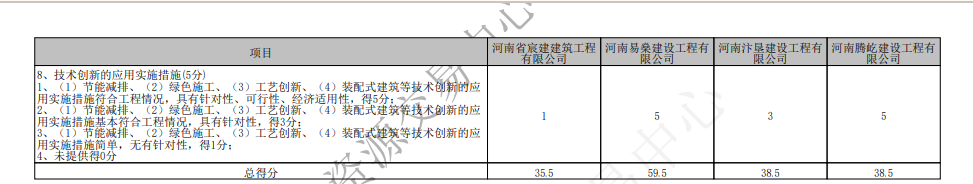 项目
河南省宸建建筑工程有限公司
河南易燊建设工程有限公司
河南汴垦建设工程有限公司
河南腾屹建设工程有限公司
8、技术创新的应用实施措施(5分)
1、（1）节能减排、（2）绿色施工、（3）工艺创新、（4）装配式建筑等技术创新的应
用实施措施符合工程情况，具有针对性、可行性、经济适用性，得5分；
2、（1）节能减排、（2）绿色施工、（3）工艺创新、（4）装配式建筑等技术创新的应
用实施措施基本符合工程情况，具有针对性，得3分；
3、（1）节能减排、（2）绿色施工、（3）工艺创新、（4）装配式建筑等技术创新的应
用实施措施简单，无有针对性，得1分；
4、未提供得0分
1
5
3
5
总得分
35.5
59.5
38.5
38.5
资源交易中心
易中心